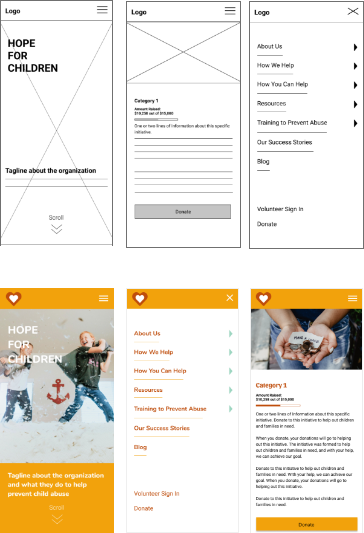 Logo
HOPE
FOR
CHILDREN
Tagline about the organization
Scroll
Logo
Category 1
Amount Raised
$10,258 out of $15,000
One or two lines of information about this specific
initiative.
Donate
Logo
About Us
How We Help
How You Can Help
Resources
Training to Prevent Abuse
Our Success Stories
Blog
Volunteer Sign In
Donate
HOPE
FOR
CHILDREN
Tagline about the organization
and what they do to help
prevent child abuse
Scroll
About Us
How We Help
How You Can Help
Resources
Training to Prevent Abuse
Our Success Stories
Blog
Volunteer Sign In
Donate
Category 1
Amount Raised
$10,258 out of $15,000
One or two lines of information about this specific
initiative. Donate to this initiative to help out children
and families in need.
When you donate, your donations will go to helping
out this initiative. The initiative was formed to help
out children and families in need, and with your help,
we can achieve our goal.
Donate to this initiative to help out children and
families in need. With your help, we can achieve our
goal. When you donate, your donations will go to
helping out this initiative.
Donate to this initiative to help out children and
families in need
Donate